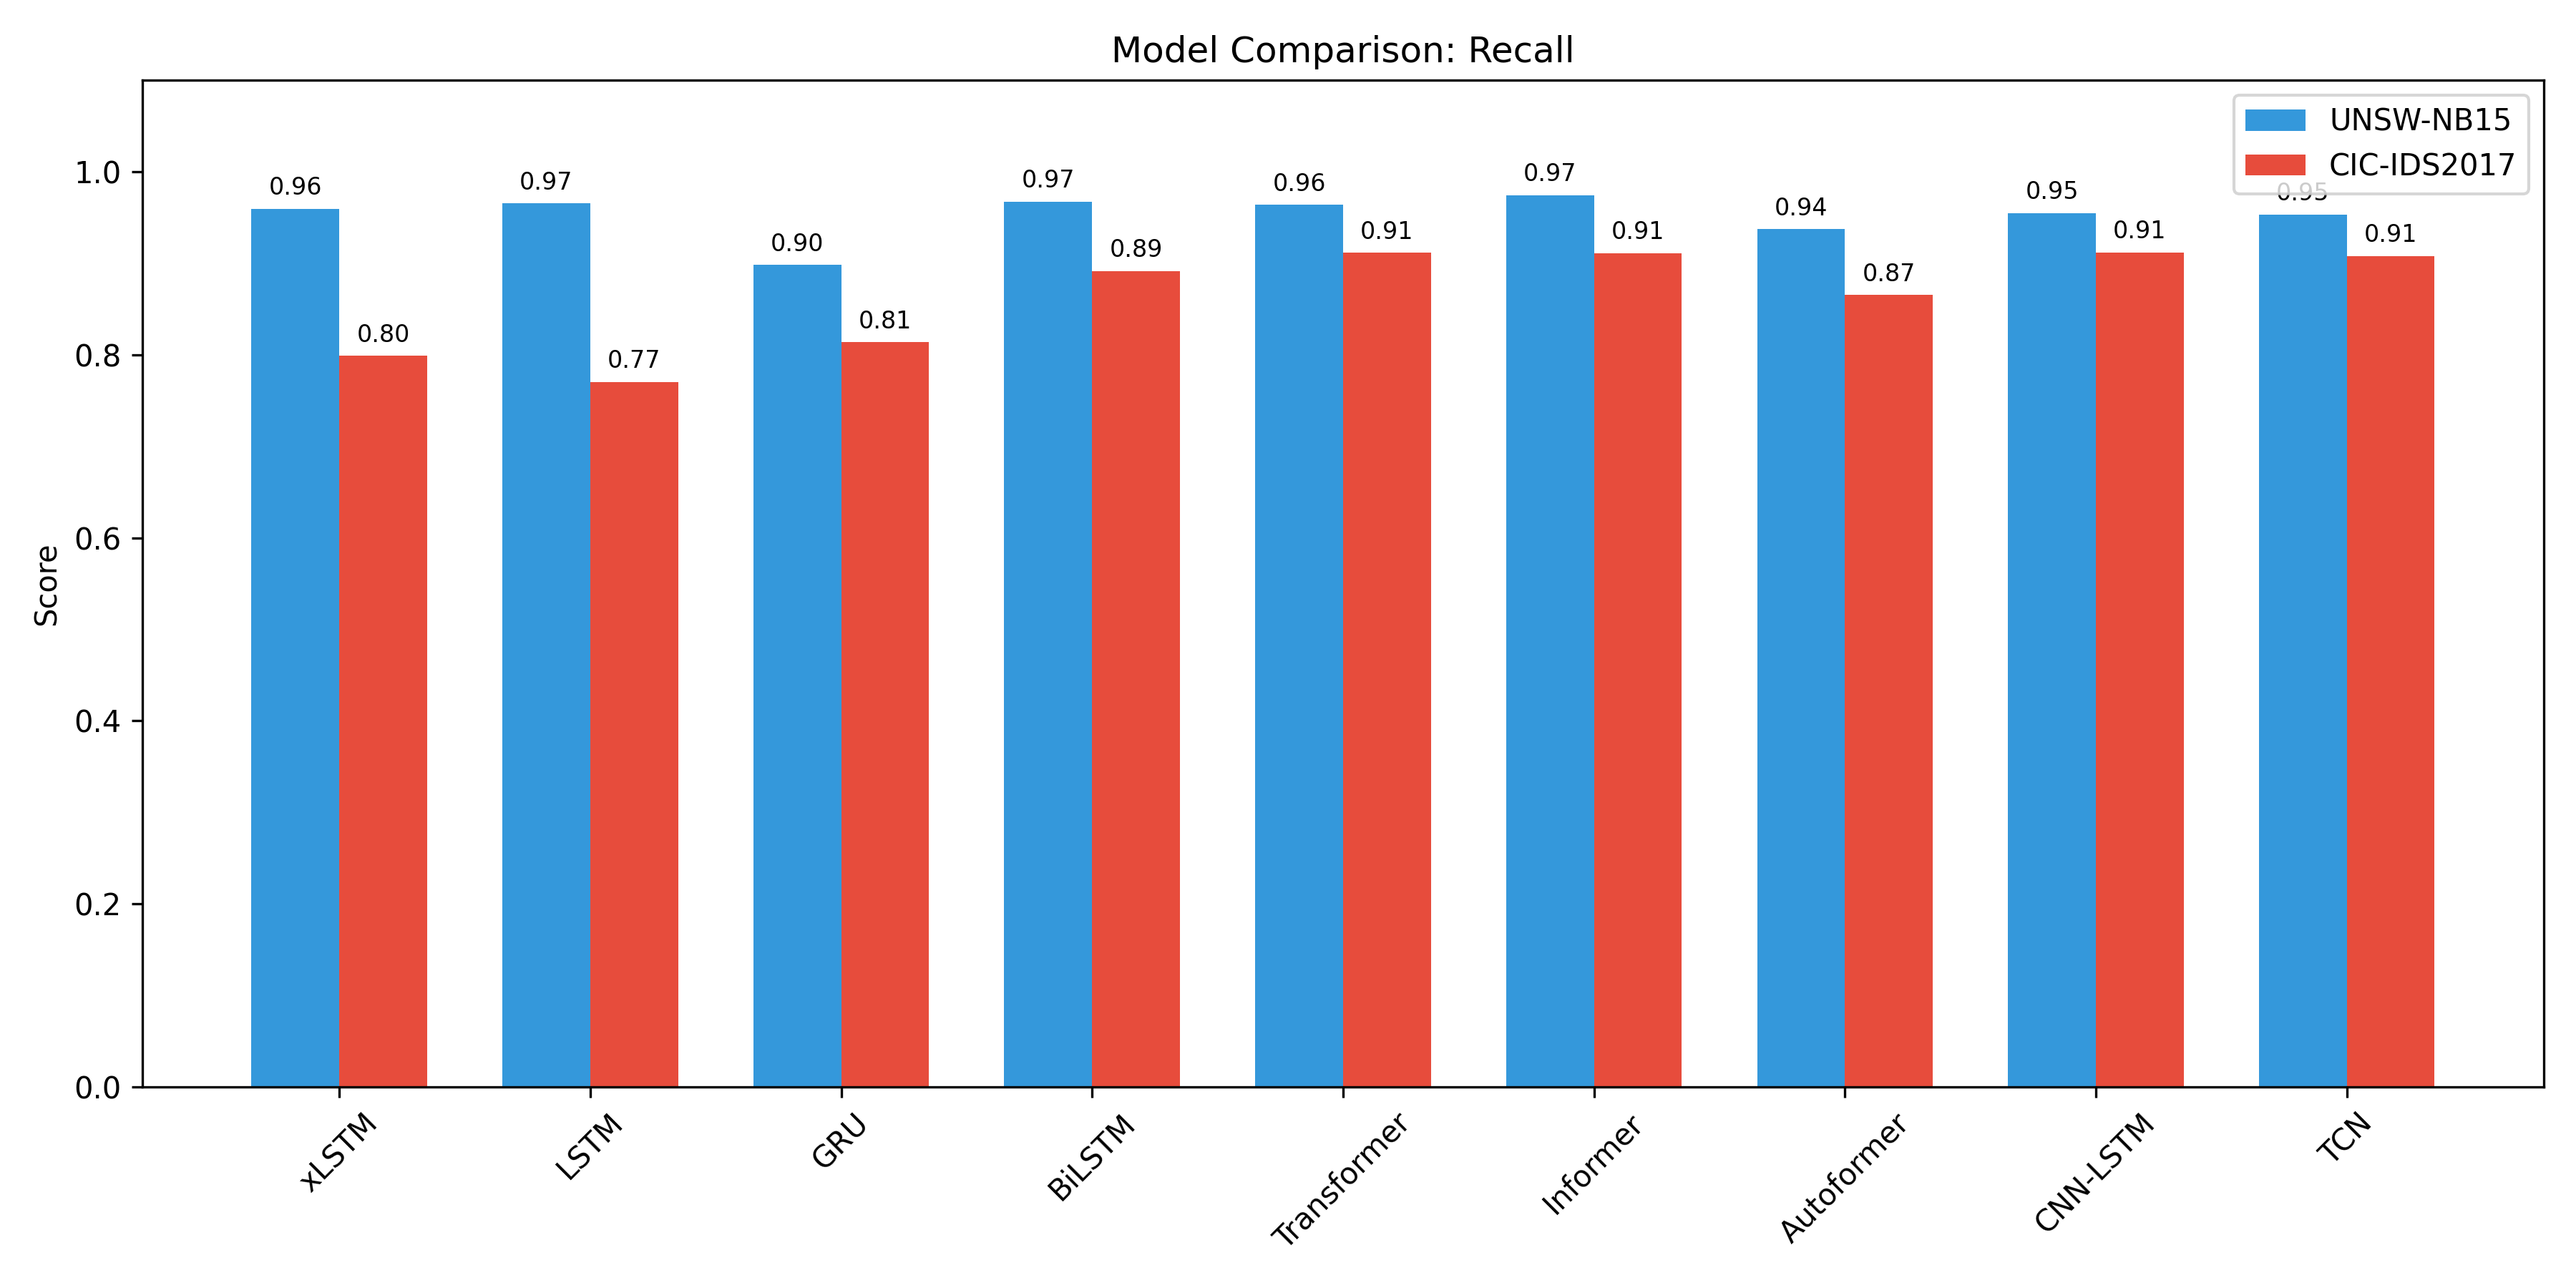 Model Comparison: Recall
UNSW-NB15
CIC-IDS2017
Score
1.0
0.8
0.6
0.4
0.2
0.0
0.96 0.80 0.97 0.77 0.90 0.81 0.97 0.89 0.96 0.91 0.97 0.91 0.94 0.87 0.95 0.91 0.95 0.91
xLSTM
LSTM
GRU
BiLSTM
Transformer
Informer
Autoformer
CNN-LSTM
TCN